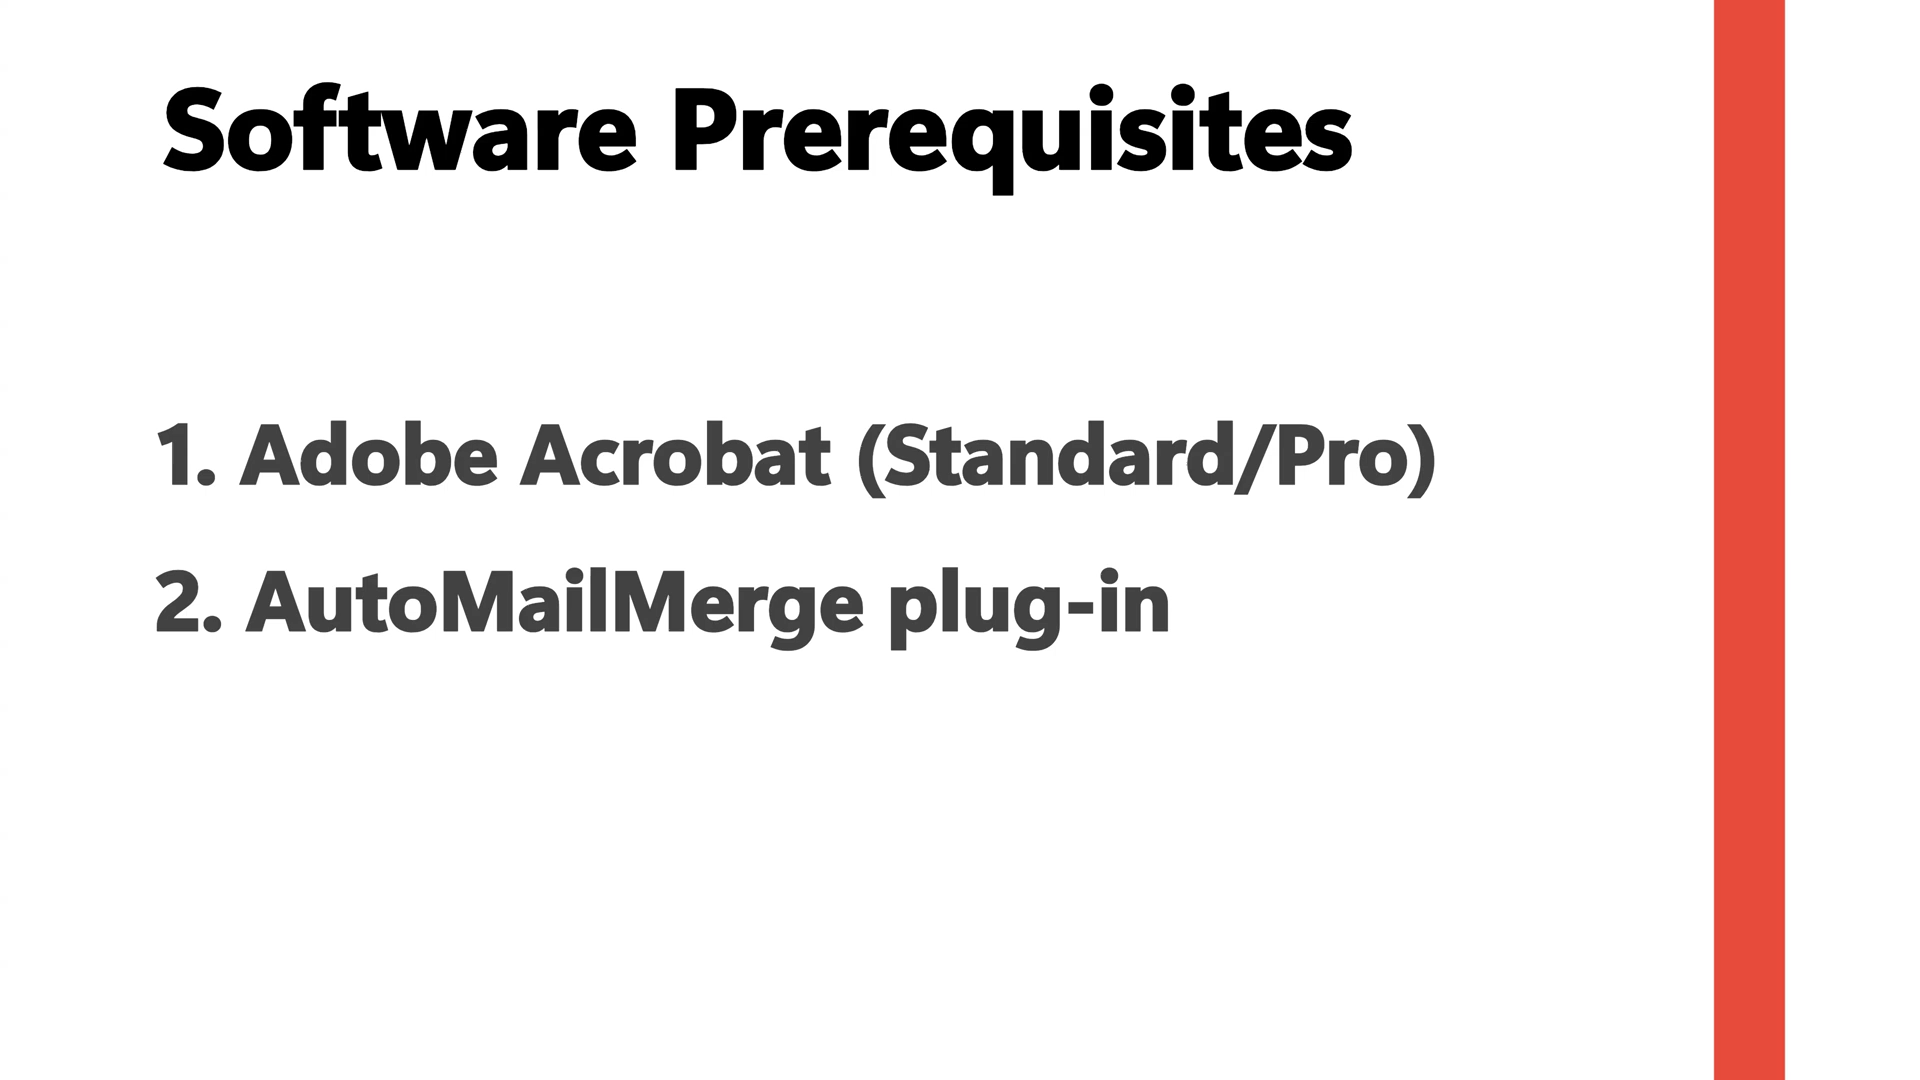 Software Prerequisites
1. Adobe Acrobat (Standard/Pro)
2. AutoMailMerge plug-in